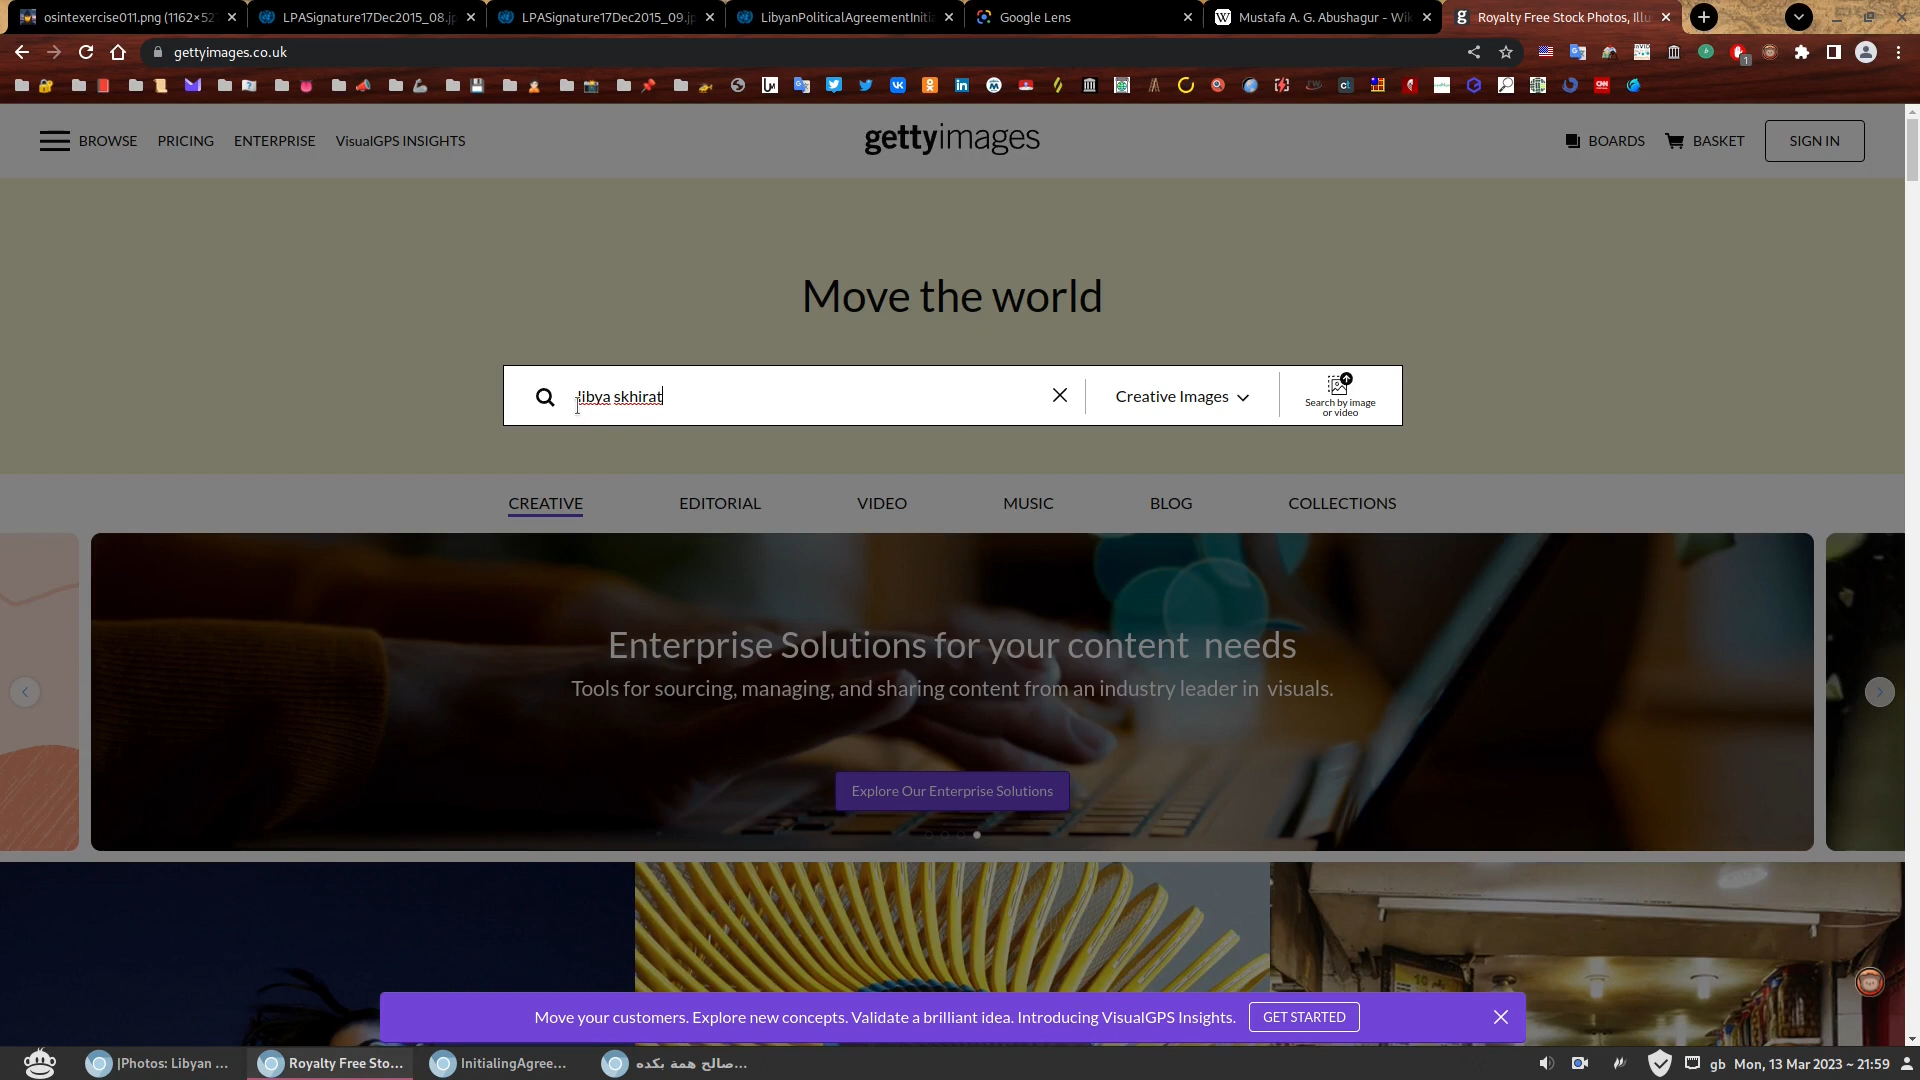 osintexercise011.png (1162×52
LPASignature17Dec2015_08.jp
LPASignature17Dec2015_09.jp
LibyanPoliticalAgreementIniti
Google Lens
Mustafa A. G. Abushagur - Wik
Royalty Free Stock Photos, Illu
gettyimages.co.uk
1
BROWSE
PRICING
ENTERPRISE
VisualGPS INSIGHTS
gettyimages
BOARDS
BASKET
SIGN IN
Move the world
libya skhirat
Creative Images
Search by image
or video
CREATIVE
EDITORIAL
VIDEO
MUSIC
BLOG
COLLECTIONS
Enterprise Solutions for your content needs
Tools for sourcing, managing, and sharing content from an industry leader in visuals.
Explore Our Enterprise Solutions
Move your customers. Explore new concepts. Validate a brilliant idea. Introducing VisualGPS Insights.
GET STARTED
|Photos: Libyan ...
Royalty Free Sto...
InitialingAgree...
صالح همة بكده...
gb
Mon, 13 Mar 2023 ~ 21:59